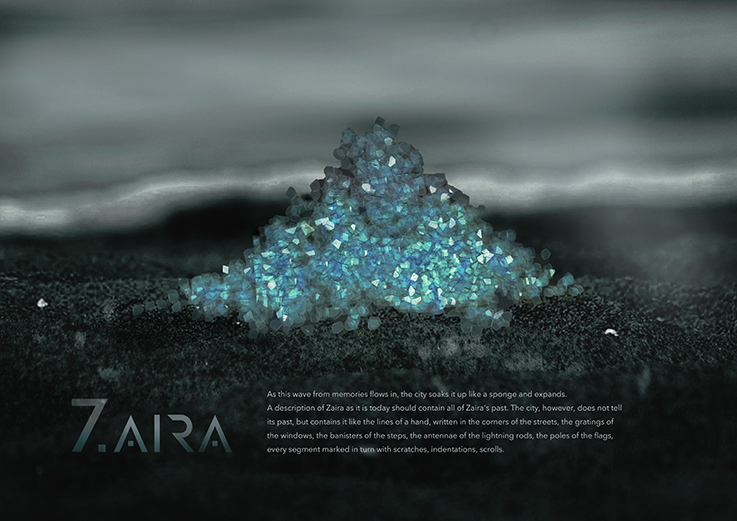 Zaira
As this wave from memories flows in, the city soaks it up like a sponge and expands.
A description of Zaira as it is today should contain all of Zaira's past. The city, however, does not tell
its past, but contains it like the lines of a hand, written in the corners of the streets, the gratings of
the windows, the banisters of the steps, the antennae of the lightning rods, the poles of the flags,
every segment marked in turn with scratches, indentations, scrolls.